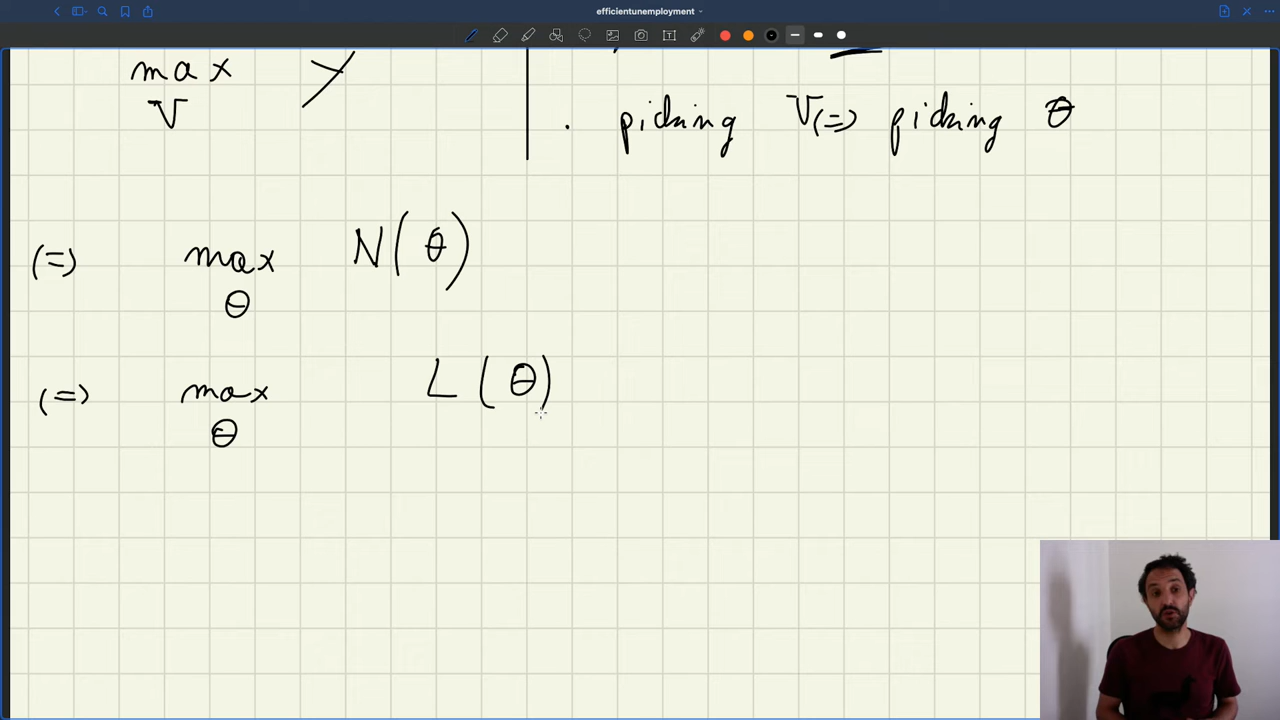 efficientunemployment
max Y
V
. picking V(=) picking θ
(=) max N(θ)
θ
(=) max L(θ)
θ